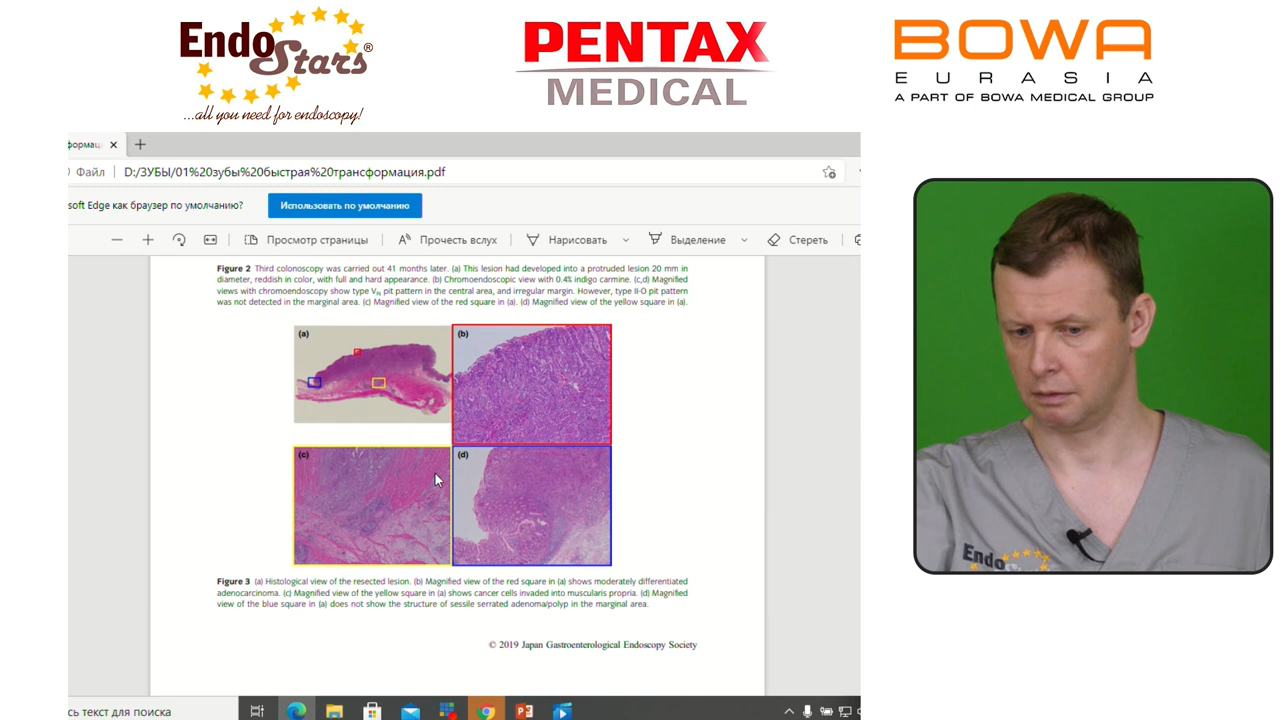 Endo Stars®
...all you need for endoscopy!
PENTAX
MEDICAL
BOWA
EURASIA
A PART OF BOWA MEDICAL GROUP
Файл D:/ЗУБЫ/01%20зубы%20быстрая%20трансформация.pdf
soft Edge как браузер по умолчанию? Использовать по умолчанию
Просмотр страницы Прочесть вслух Нарисовать Выделение Стереть
Figure 2 Third colonoscopy was carried out 41 months later. (a) This lesion had developed into a protruded lesion 20 mm in
diameter, reddish in color, with full and hard appearance. (b) Chromoendoscopic view with 0.4% indigo carmine. (c,d) Magnified
views with chromoendoscopy show type VN pit pattern in the central area, and irregular margin. However, type II-O pit pattern
was not detected in the marginal area. (c) Magnified view of the red square in (a). (d) Magnified view of the yellow square in (a).
(a) (b)
(c) (d)
Figure 3 (a) Histological view of the resected lesion. (b) Magnified view of the red square in (a) shows moderately differentiated
adenocarcinoma. (c) Magnified view of the yellow square in (a) shows cancer cells invaded into muscularis propria. (d) Magnified
view of the blue square in (a) does not show the structure of sessile serrated adenoma/polyp in the marginal area.
© 2019 Japan Gastroenterological Endoscopy Society
сь текст для поиска
Endo